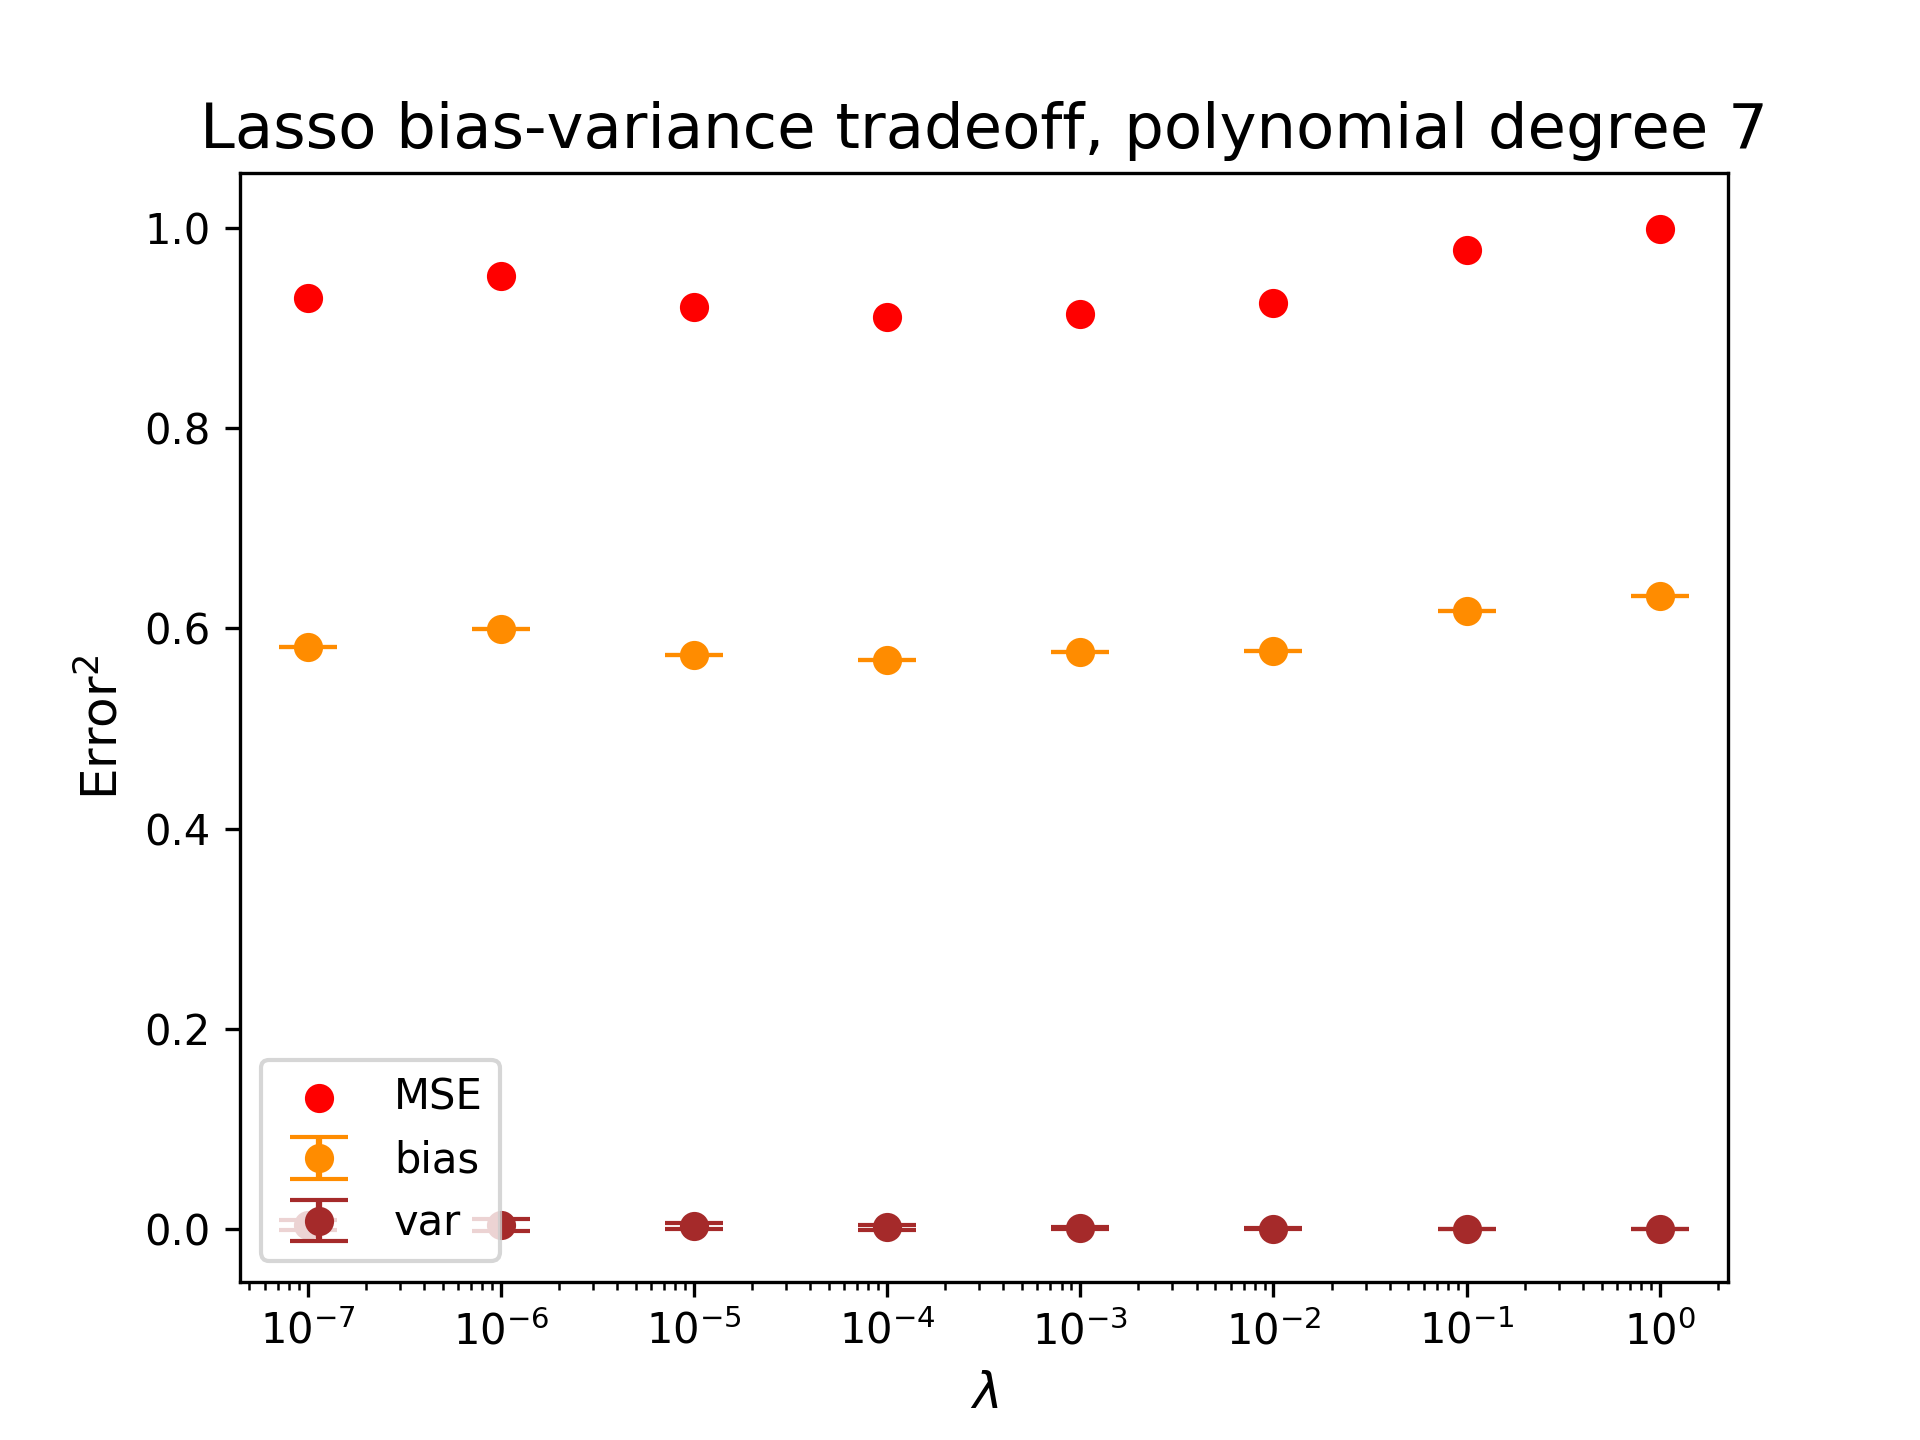 Lasso bias-variance tradeoff, polynomial degree 7
1.0
0.8
0.6
0.4
0.2
0.0
Error²
MSE
bias
var
10⁻⁷ 10⁻⁶ 10⁻⁵ 10⁻⁴ 10⁻³ 10⁻² 10⁻¹ 10⁰
λ